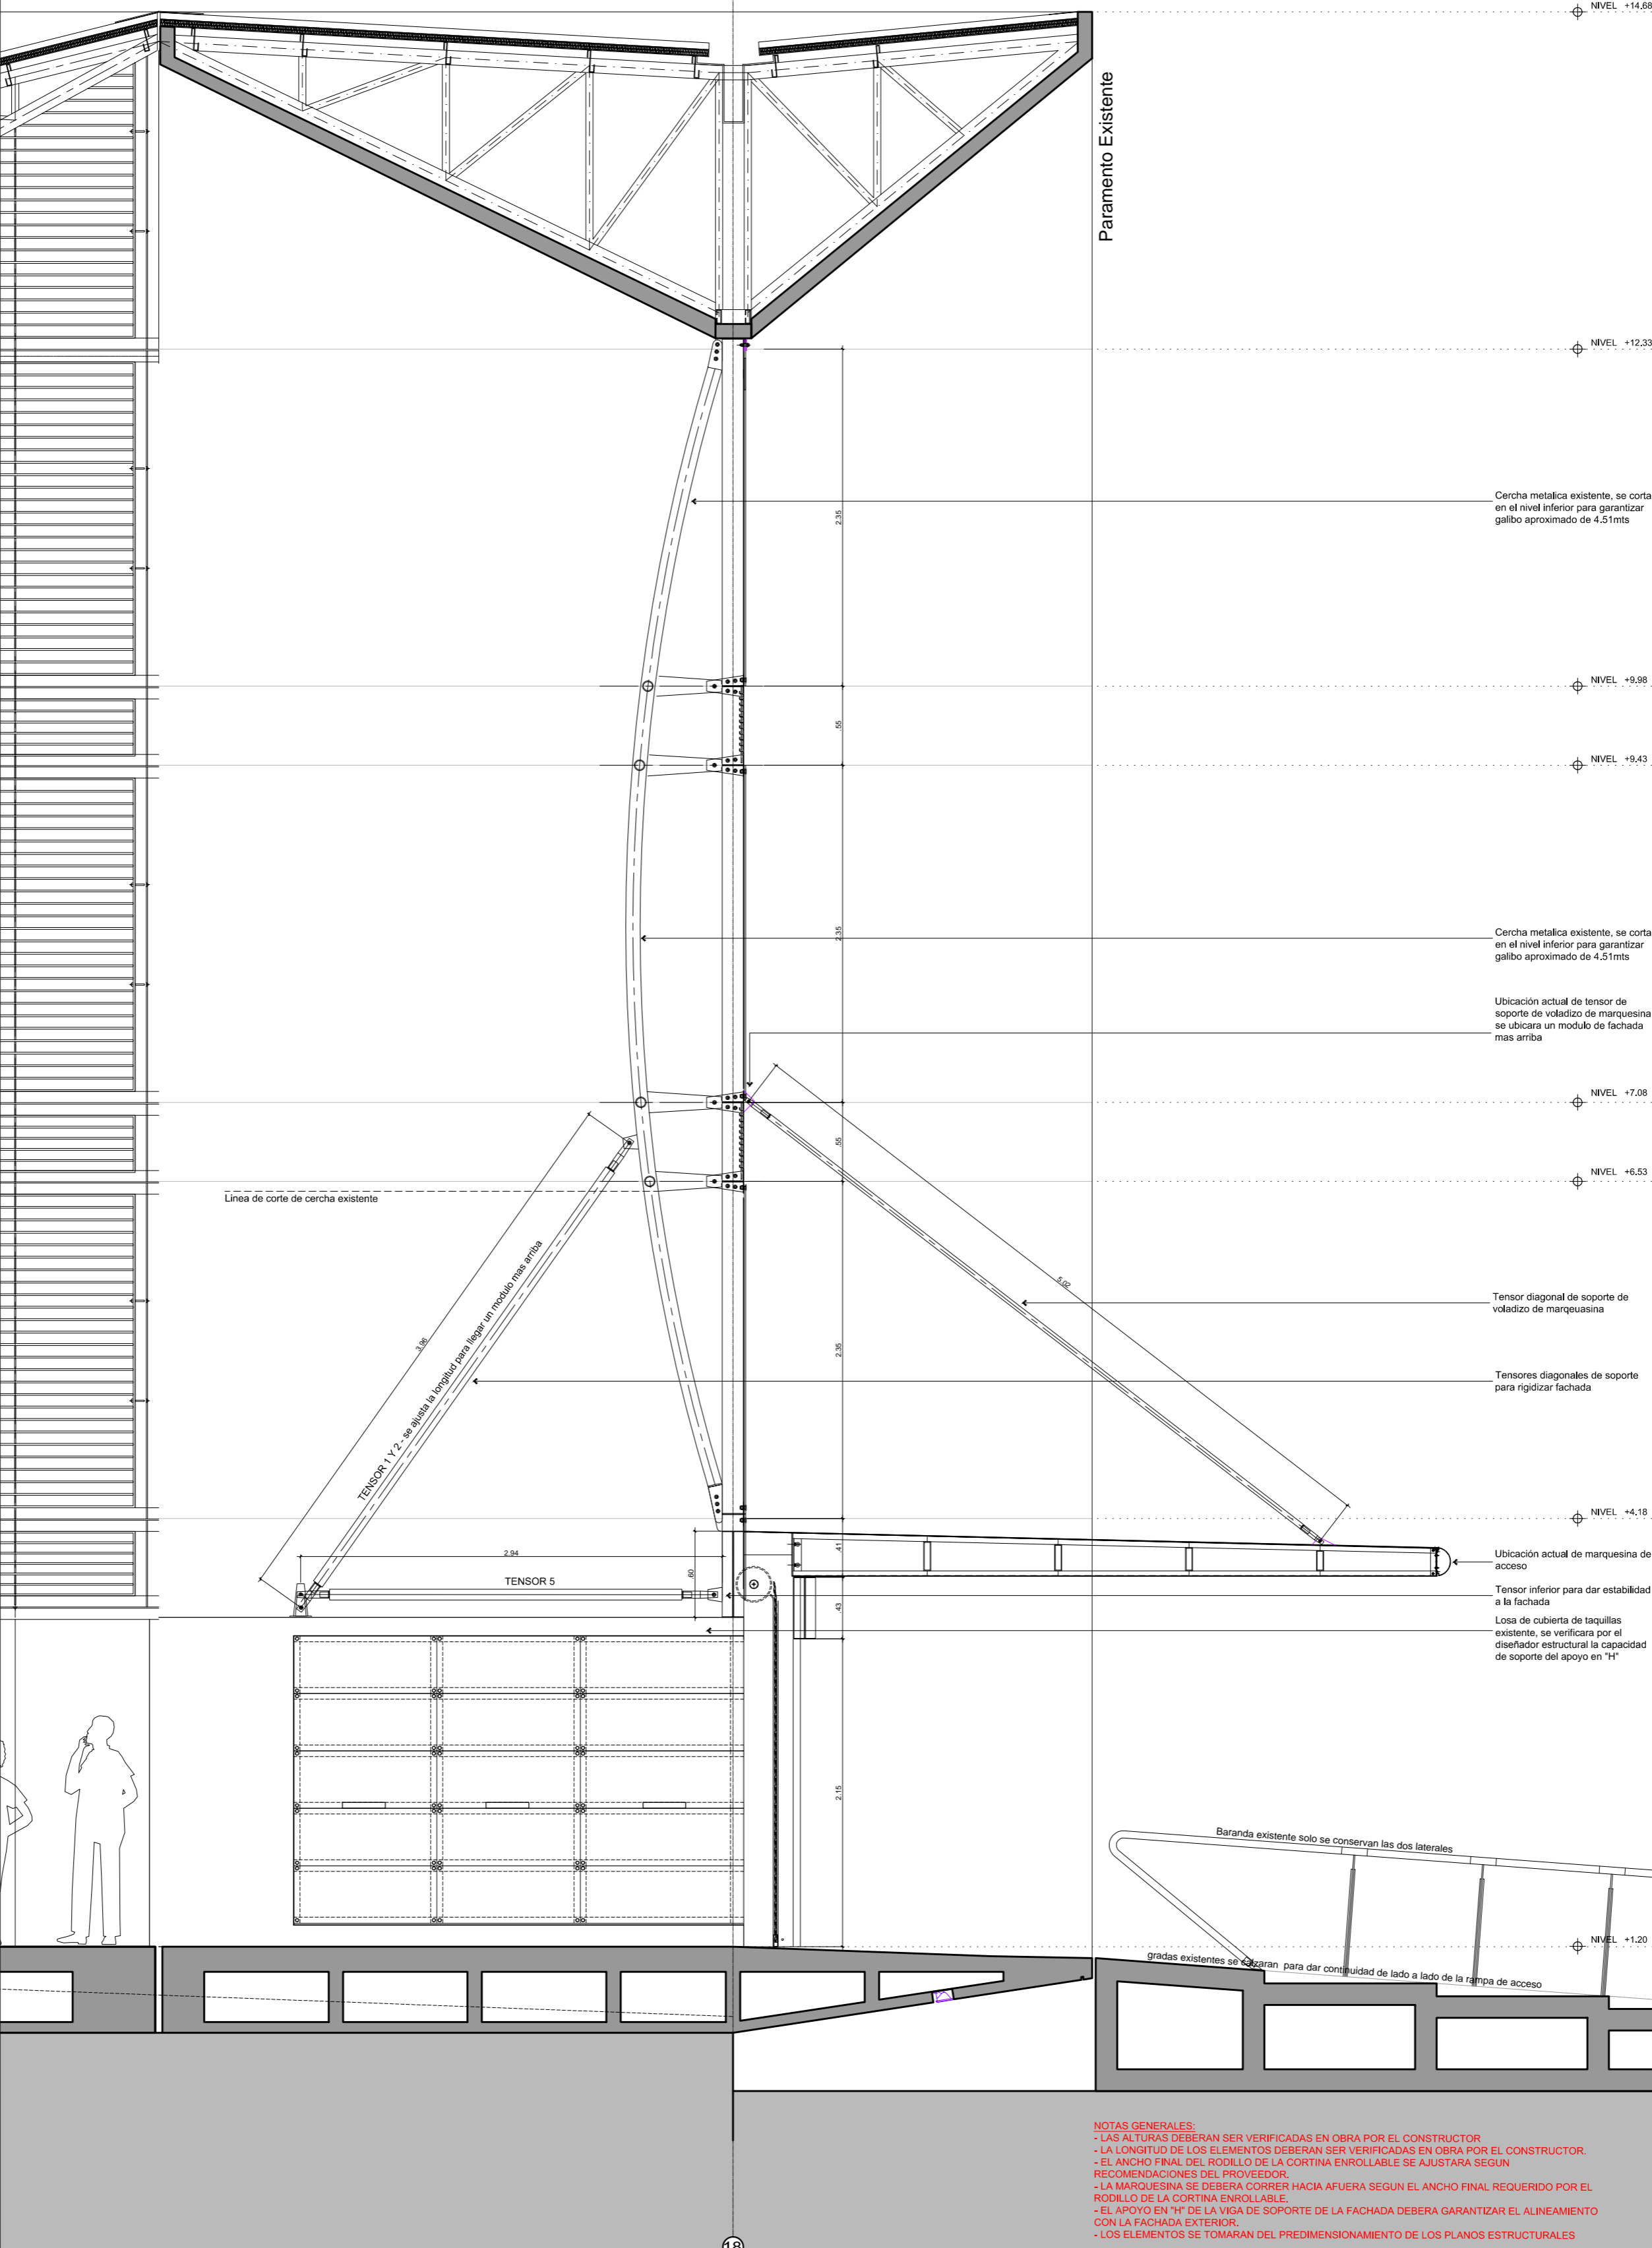 NIVEL +14,68
Paramento Existente
NIVEL +12,33
Cercha metalica existente, se corta
en el nivel inferior para garantizar
galibo aproximado de 4.51mts
2.35
NIVEL +9.98
.55
NIVEL +9,43
Cercha metalica existente, se corta
en el nivel inferior para garantizar
galibo aproximado de 4.51mts
2.35
Ubicación actual de tensor de
soporte de voladizo de marquesina
se ubicara un modulo de fachada
mas arriba
NIVEL +7.08
.55
NIVEL +6.53
Linea de corte de cercha existente
5.02
Tensor diagonal de soporte de
voladizo de marqeuasina
3.96
TENSOR 1 Y 2 - se ajusta la longitud para llegar un modulo mas arriba
2.35
Tensores diagonales de soporte
para rigidizar fachada
NIVEL +4,18
2.94
TENSOR 5
.60
.41
.43
Ubicación actual de marquesina de
acceso
Tensor inferior para dar estabilidad
a la fachada
Losa de cubierta de taquillas
existente, se verificara por el
diseñador estructural la capacidad
de soporte del apoyo en "H"
2.15
Baranda existente solo se conservan las dos laterales
NIVEL +1.20
gradas existentes se calzaran para dar continuidad de lado a lado de la rampa de acceso
NOTAS GENERALES:
- LAS ALTURAS DEBERAN SER VERIFICADAS EN OBRA POR EL CONSTRUCTOR
- LA LONGITUD DE LOS ELEMENTOS DEBERAN SER VERIFICADAS EN OBRA POR EL CONSTRUCTOR.
- EL ANCHO FINAL DEL RODILLO DE LA CORTINA ENROLLABLE SE AJUSTARA SEGUN
RECOMENDACIONES DEL PROVEEDOR.
- LA MARQUESINA SE DEBERA CORRER HACIA AFUERA SEGUN EL ANCHO FINAL REQUERIDO POR EL
RODILLO DE LA CORTINA ENROLLABLE.
- EL APOYO EN "H" DE LA VIGA DE SOPORTE DE LA FACHADA DEBERA GARANTIZAR EL ALINEAMIENTO
CON LA FACHADA EXTERIOR.
- LOS ELEMENTOS SE TOMARAN DEL PREDIMENSIONAMIENTO DE LOS PLANOS ESTRUCTURALES
18